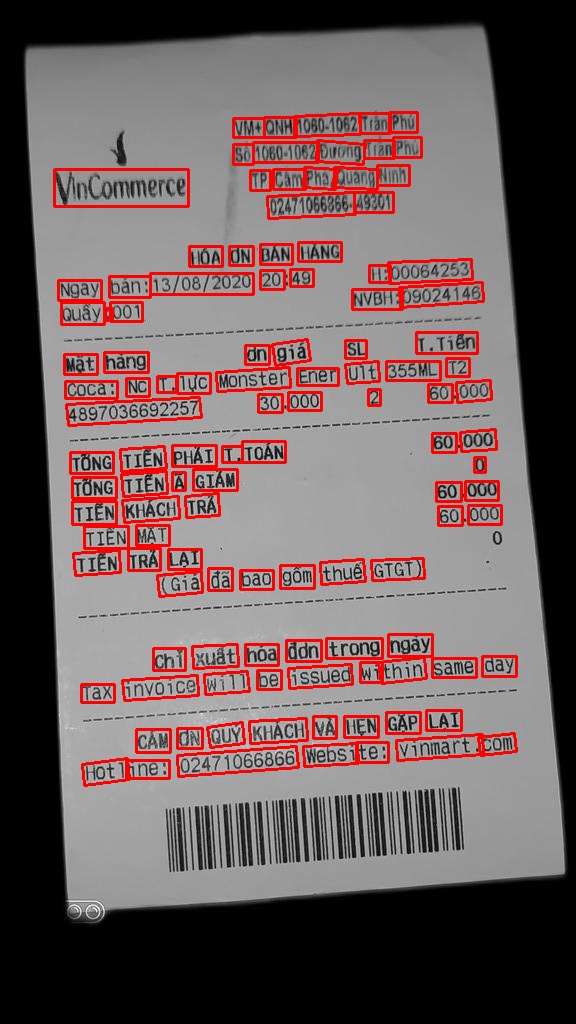 VM+ QNH 1060-1062 Trần Phú
Số 1060-1062 Đường Trần Phú
TP Cẩm Phả, Quảng Ninh
02471066866-49301
VinCommerce
HÓA ĐN BÁN HÀNG
Ngày bán:13/08/2020 20:49 H:00064253
Quầy:001 NVBH:09024146
Mặt hàng ơn giá SL T.Tiền
Coca: NC T.lực Monster Ener Ult 355ML T2
4897036692257 30.000 2 60.000
TỔNG TIỀN PHẢI T.TOÁN 60.000
TỔNG TIỀN Ã GIẢM 0
TIỀN KHÁCH TRẢ 60.000
TIỀN MẶT 60.000
TIỀN TRẢ LẠI 0
(Giá đã bao gồm thuế GTGT)
Chỉ xuất hóa đơn trong ngày
Tax invoice will be issued within same day
CẢM ƠN QUÝ KHÁCH VÀ HẸN GẶP LẠI
Hotline: 02471066866 Website: vinmart.com